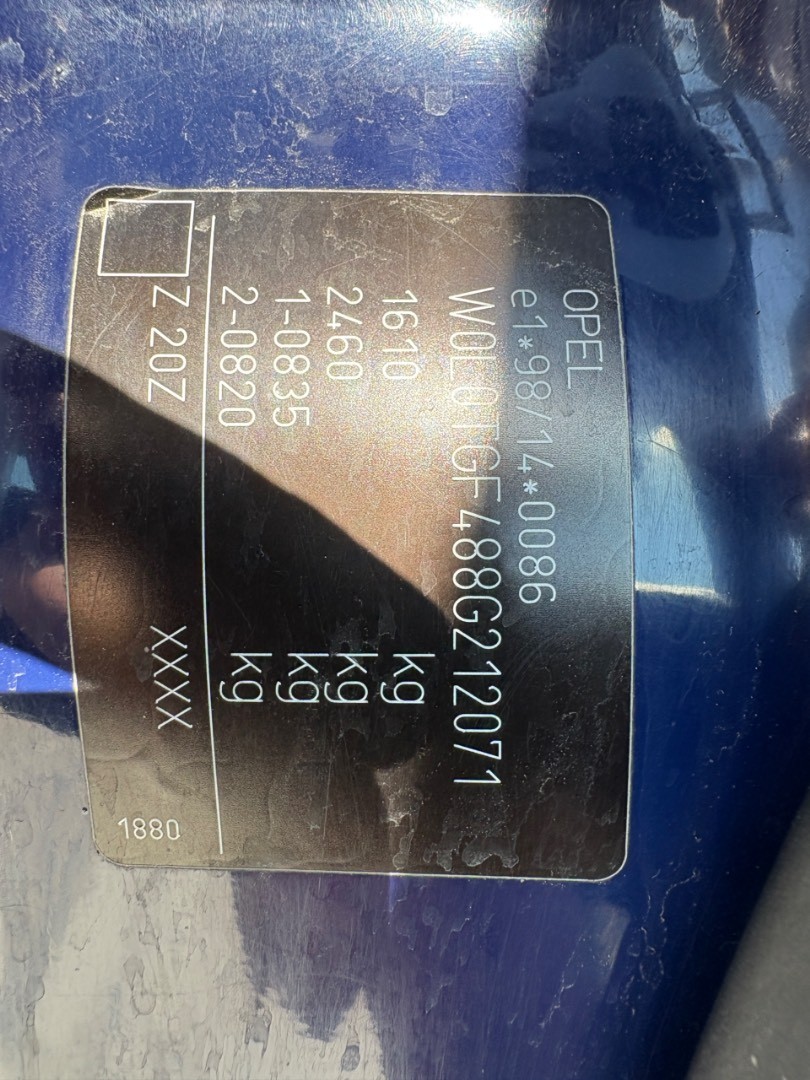 OPEL
e1*98/14*0086
W0L0TGF488G212071
1610 kg
2460 kg
1-0835 kg
2-0820 kg
Z 20Z XXXX
1880